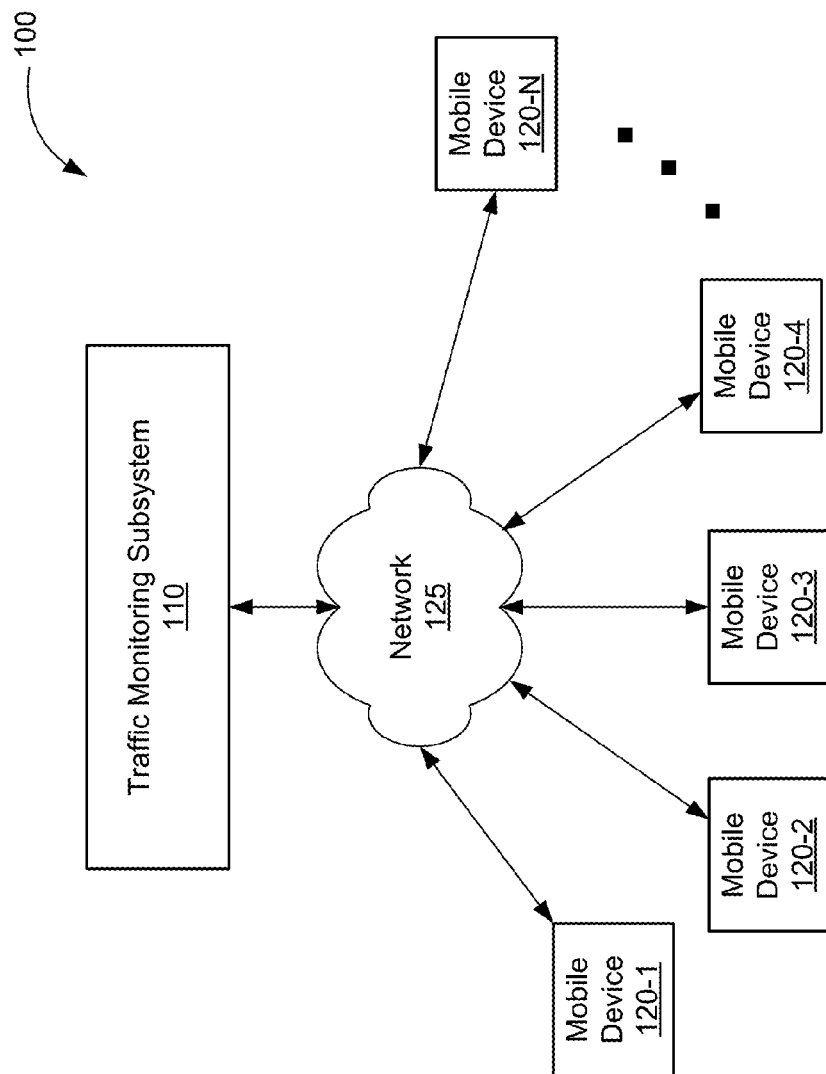 100
Traffic Monitoring Subsystem
110
Network
125
Mobile
Device
120-1
Mobile
Device
120-2
Mobile
Device
120-3
Mobile
Device
120-4
Mobile
Device
120-N